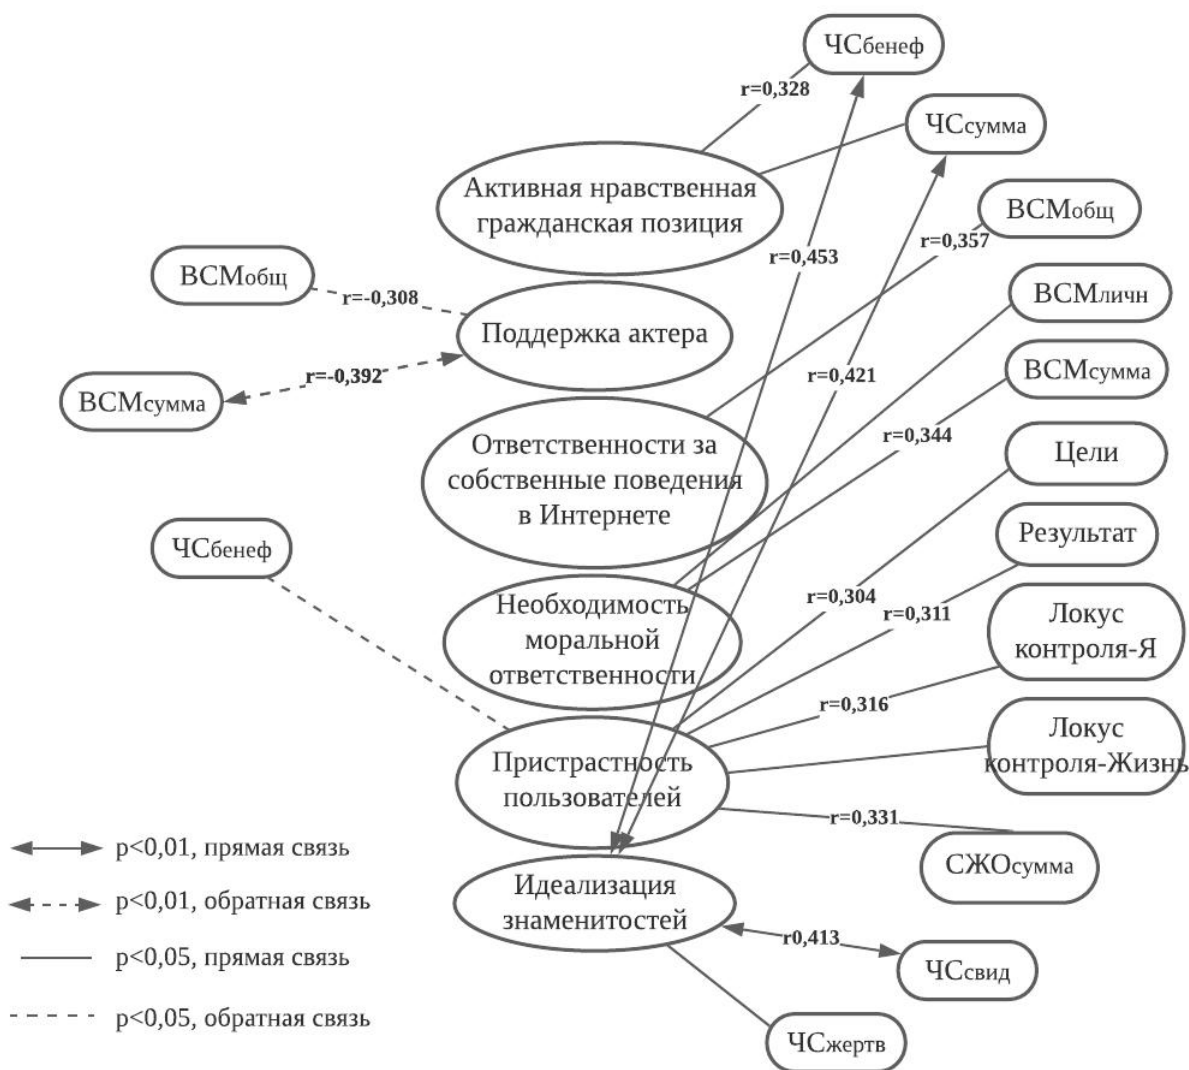 ЧСбенеф
r=0,328
ЧСсумма
Активная нравственная
гражданская позиция
ВСМобщ
r=0,357
r=0,453
ВСМобщ
r=-0,308
ВСМличн
Поддержка актера
ВСМсумма
r=-0,392
r=0,421
ВСМсумма
Ответственности за
собственные поведения
в Интернете
r=0,344
Цели
ЧСбенеф
Результат
Необходимость
моральной
ответственности
r=0,304
r=0,311
Локус
контроля-Я
r=0,316
Локус
контроля-Жизнь
Пристрастность
пользователей
r=0,331
СЖОсумма
Идеализация
знаменитостей
r0,413
ЧСсвид
ЧСжертв
p<0,01, прямая связь
p<0,01, обратная связь
p<0,05, прямая связь
p<0,05, обратная связь